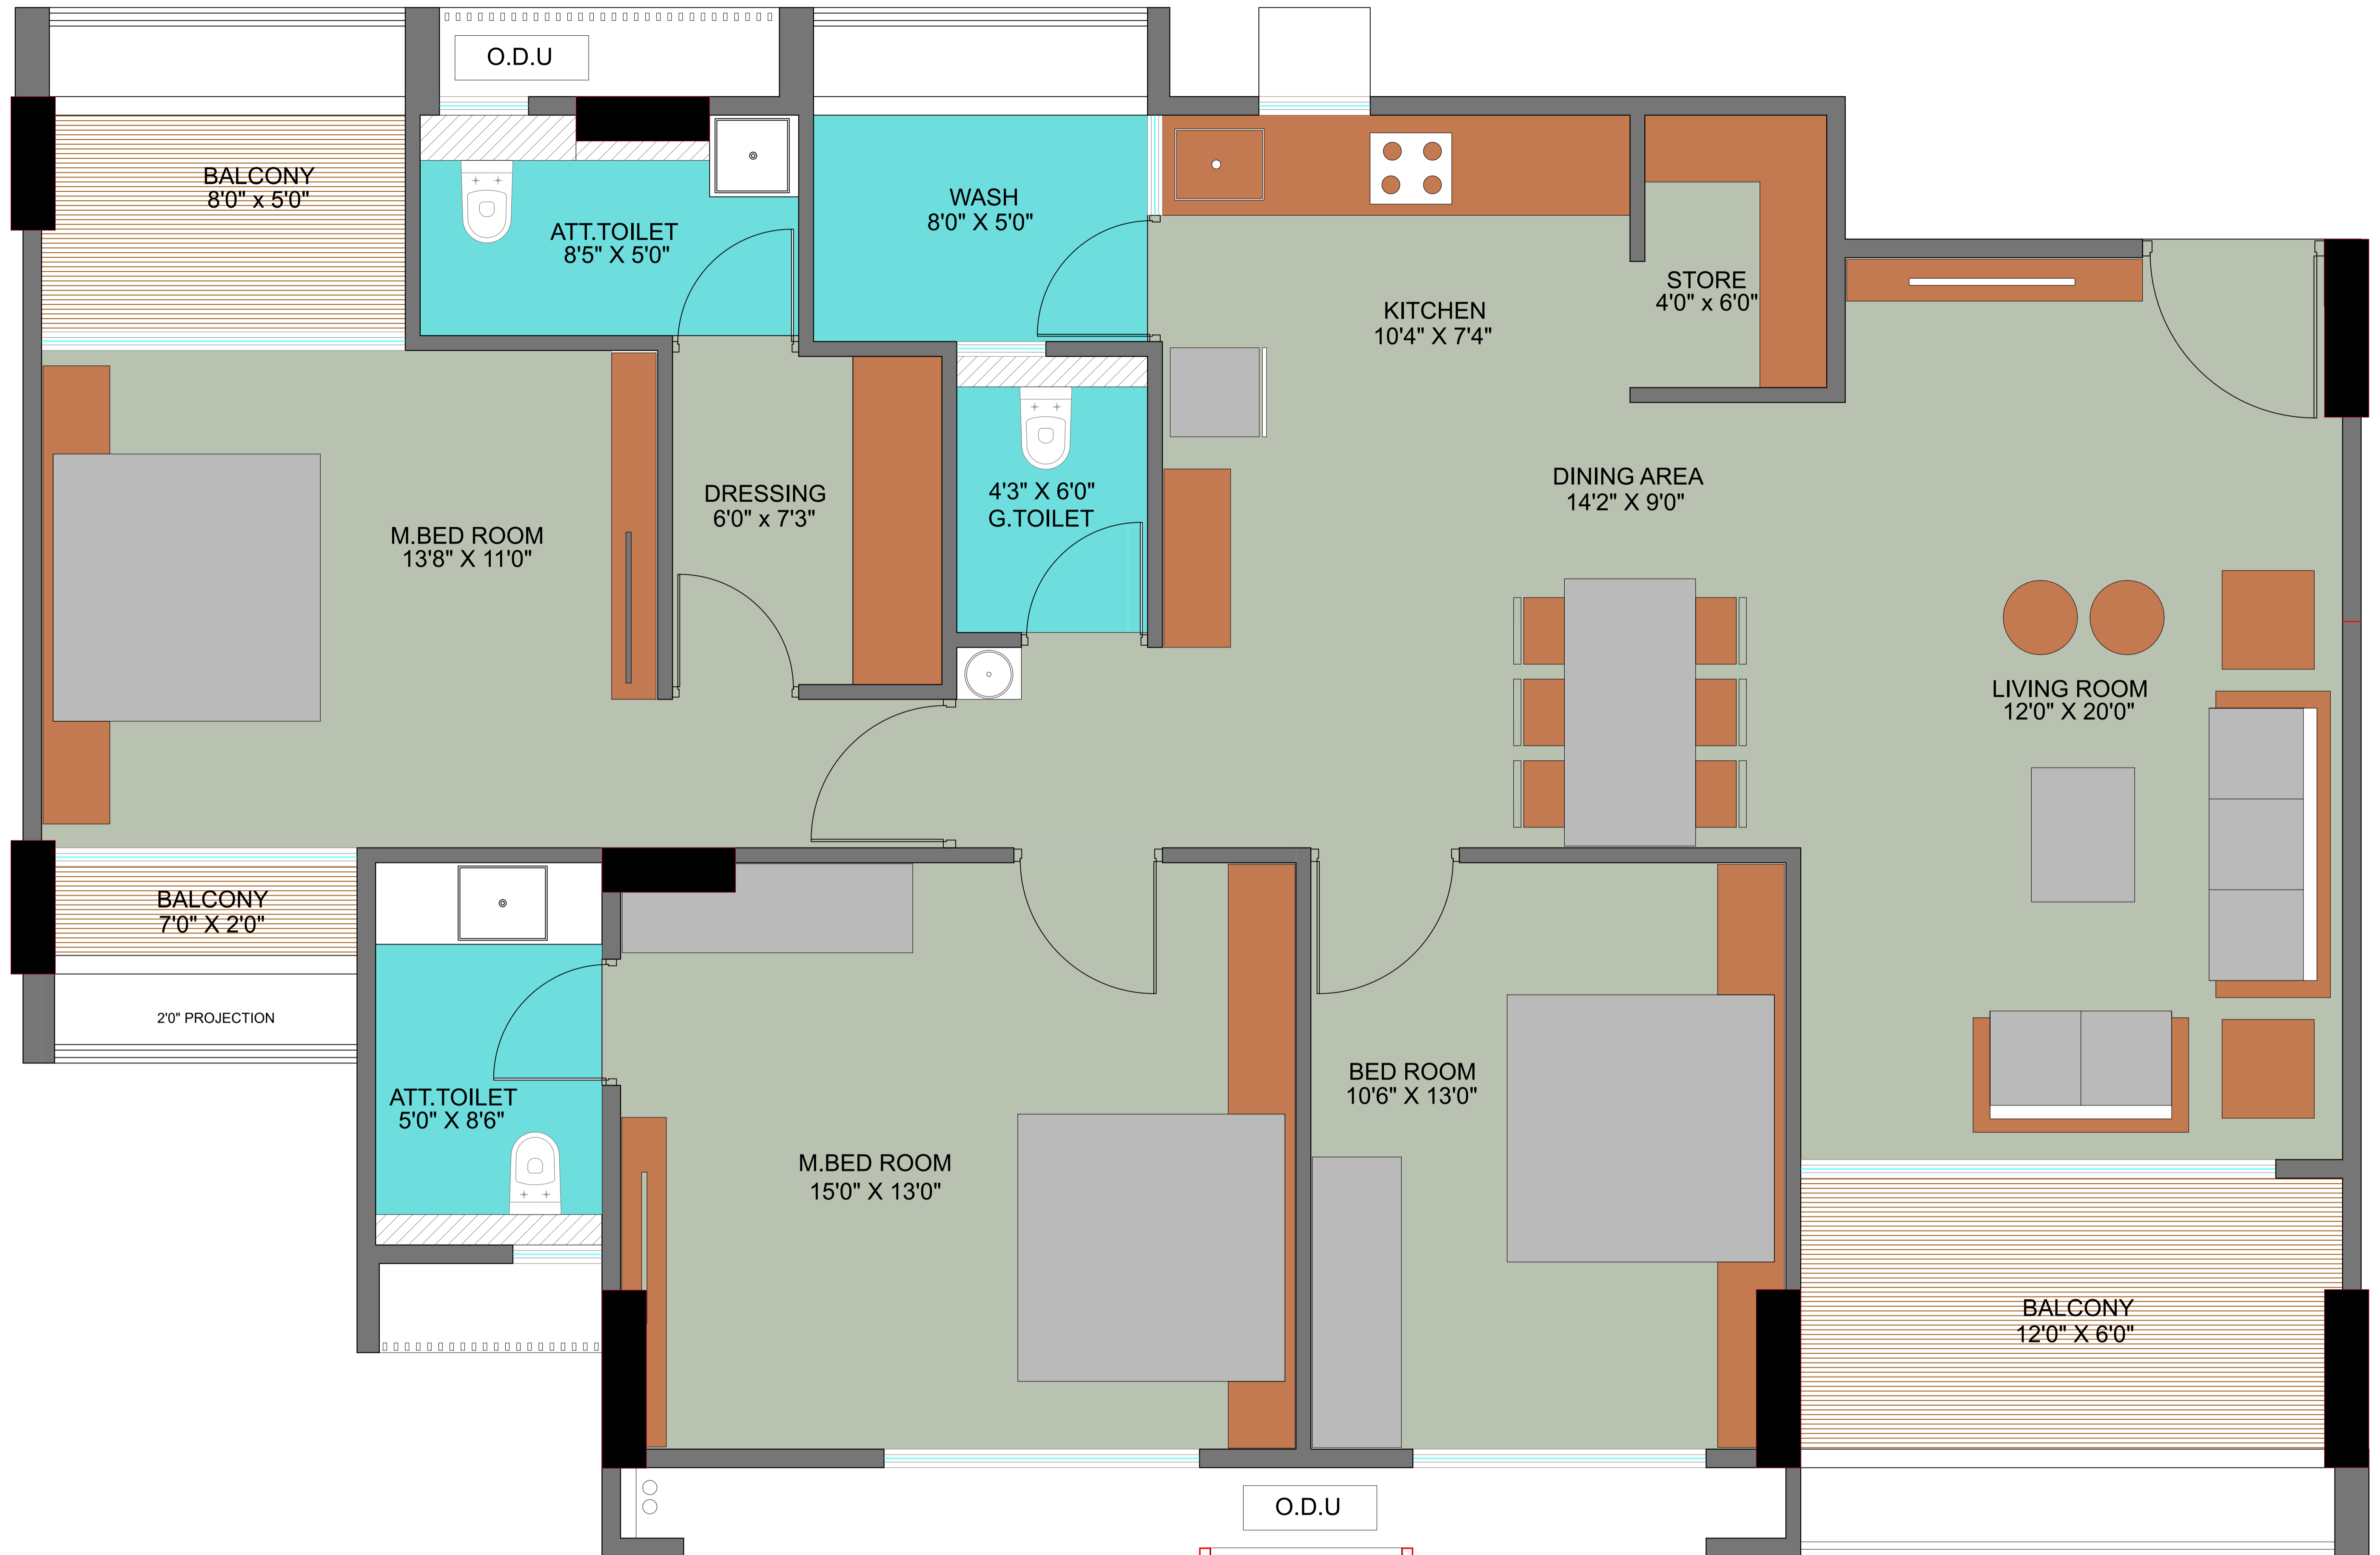 O.D.U
BALCONY
8'0" x 5'0"
ATT.TOILET
8'5" X 5'0"
WASH
8'0" X 5'0"
KITCHEN
10'4" X 7'4"
STORE
4'0" x 6'0"
M.BED ROOM
13'8" X 11'0"
DRESSING
6'0" x 7'3"
4'3" X 6'0"
G.TOILET
DINING AREA
14'2" X 9'0"
LIVING ROOM
12'0" X 20'0"
BALCONY
7'0" X 2'0"
2'0" PROJECTION
ATT.TOILET
5'0" X 8'6"
M.BED ROOM
15'0" X 13'0"
BED ROOM
10'6" X 13'0"
BALCONY
12'0" X 6'0"
O.D.U